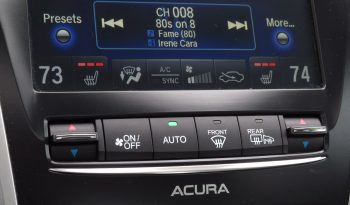 Presets
CH 008
More...
80s on 8
Fame (80)
Irene Cara
73
A/C
SYNC
74
ON/
OFF
AUTO
FRONT
REAR
ACURA